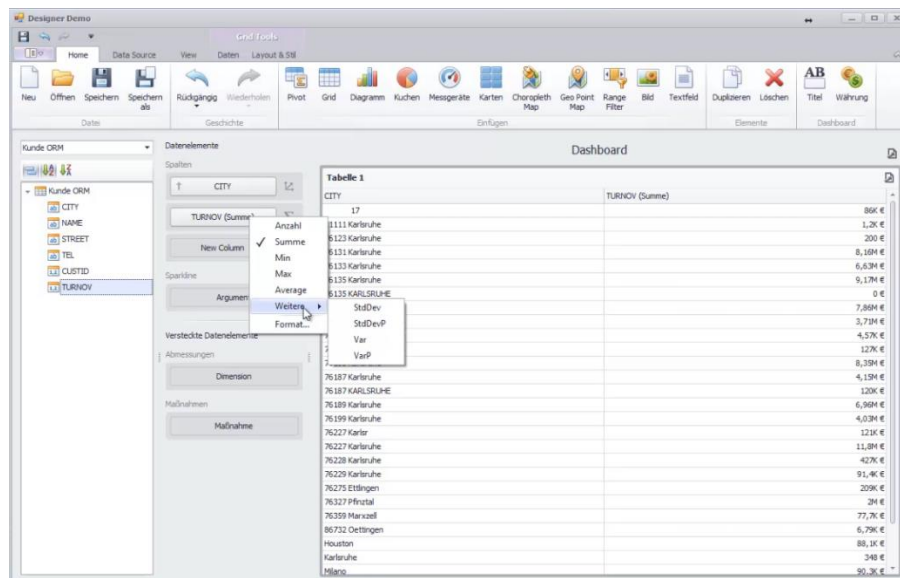 Designer Demo
Grid Tools
Home Data Source View Daten Layout & Stil
Neu Öffnen Speichern Speichern als Rückgängig Wiederholen Pivot Grid Diagramm Kuchen Messgeräte Karten Choropleth Map Geo Point Map Range Filter Bild Textfeld Duplizieren Löschen Titel Währung
Datei Geschichte Einfügen Elemente Dashboard
Kunde ORM
Kunde ORM
CITY
NAME
STREET
TEL
CUSTID
TURNOV
Datenelemente
Spalten
CITY
TURNOV (Summe)
New Column
Sparkline
Argument
Versteckte Datenelemente
Abmessungen
Dimension
Maßnahmen
Maßnahme
Anzahl
Summe
Min
Max
Average
Weitere
Format...
StdDev
StdDevP
Var
VarP
Dashboard
Tabelle 1
CITY TURNOV (Summe)
17 86K €
1111 Karlsruhe 1,2K €
6123 Karlsruhe 200 €
6131 Karlsruhe 8,16M €
6133 Karlsruhe 6,63M €
6135 Karlsruhe 9,17M €
6135 KARLSRUHE 0 €
7,86M €
3,71M €
4,57K €
127K €
8,35M €
76187 Karlsruhe 4,15M €
76187 KARLSRUHE 120K €
76189 Karlsruhe 6,96M €
76199 Karlsruhe 4,03M €
76227 Karlsr 121K €
76227 Karlsruhe 11,8M €
76228 Karlsruhe 427K €
76229 Karlsruhe 91,4K €
76275 Ettlingen 209K €
76327 Pfinztal 2M €
76359 Marxzell 77,7K €
86732 Oettingen 6,79K €
Houston 88,1K €
Karlsruhe 348 €
Milano 90,3K €